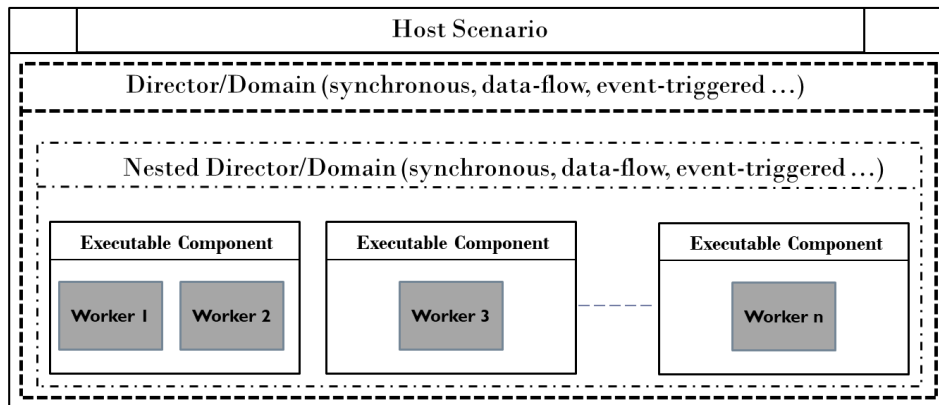 Host Scenario
Director/Domain (synchronous, data-flow, event-triggered ...)
Nested Director/Domain (synchronous, data-flow, event-triggered ...)
Executable Component
Executable Component
Executable Component
Worker 1
Worker 2
Worker 3
Worker n